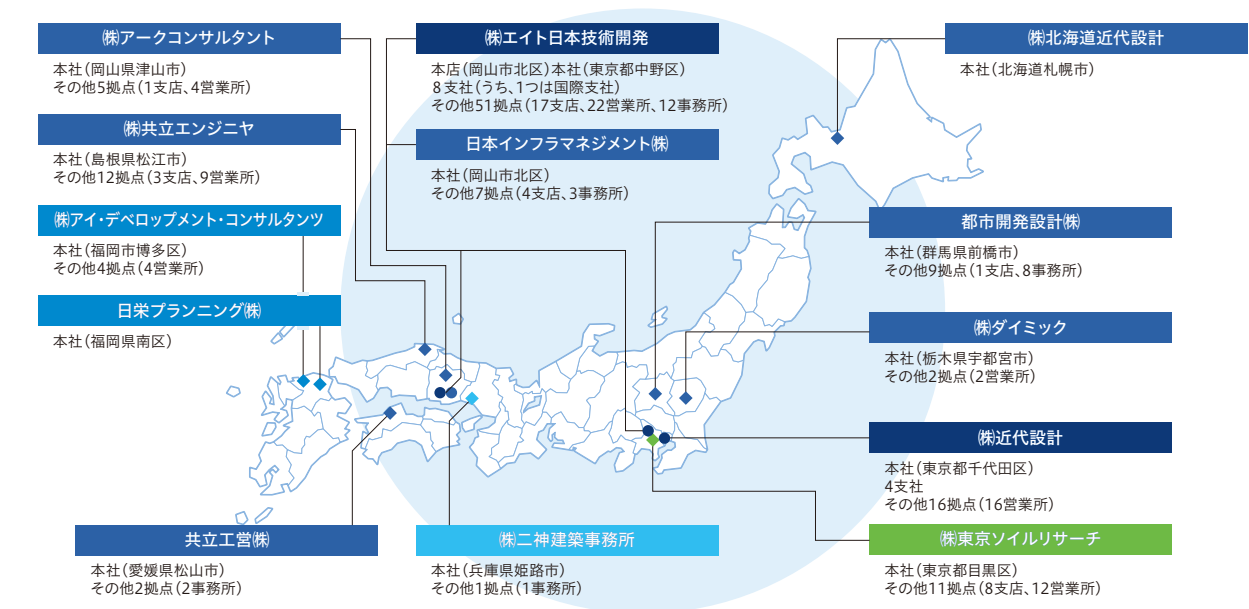 ㈱アークコンサルタント
本社（岡山県津山市）
その他5拠点（1支店、4営業所）
㈱共立エンジニヤ
本社（島根県松江市）
その他12拠点（3支店、9営業所）
㈱アイ・デベロップメント・コンサルタンツ
本社（福岡市博多区）
その他4拠点（4営業所）
日栄プランニング㈱
本社（福岡県南区）
㈱エイト日本技術開発
本店（岡山市北区）本社（東京都中野区）
8支社（うち、1つは国際支社）
その他51拠点（17支店、22営業所、12事務所）
日本インフラマネジメント㈱
本社（岡山市北区）
その他7拠点（4支店、3事務所）
㈱北海道近代設計
本社（北海道札幌市）
都市開発設計㈱
本社（群馬県前橋市）
その他9拠点（1支店、8事務所）
㈱ダイミック
本社（栃木県宇都宮市）
その他2拠点（2営業所）
㈱近代設計
本社（東京都千代田区）
4支社
その他16拠点（16営業所）
共立工営㈱
本社（愛媛県松山市）
その他2拠点（2事務所）
㈱二神建築事務所
本社（兵庫県姫路市）
その他1拠点（1事務所）
㈱東京ソイルリサーチ
本社（東京都目黒区）
その他11拠点（8支店、12営業所）